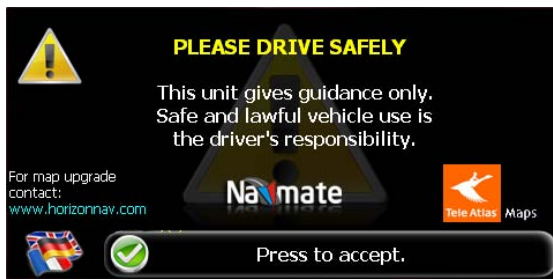 PLEASE DRIVE SAFELY
This unit gives guidance only.
Safe and lawful vehicle use is
the driver's responsibility.
For map upgrade
contact:
www.horizonnav.com
Navmate
Tele Atlas Maps
Press to accept.